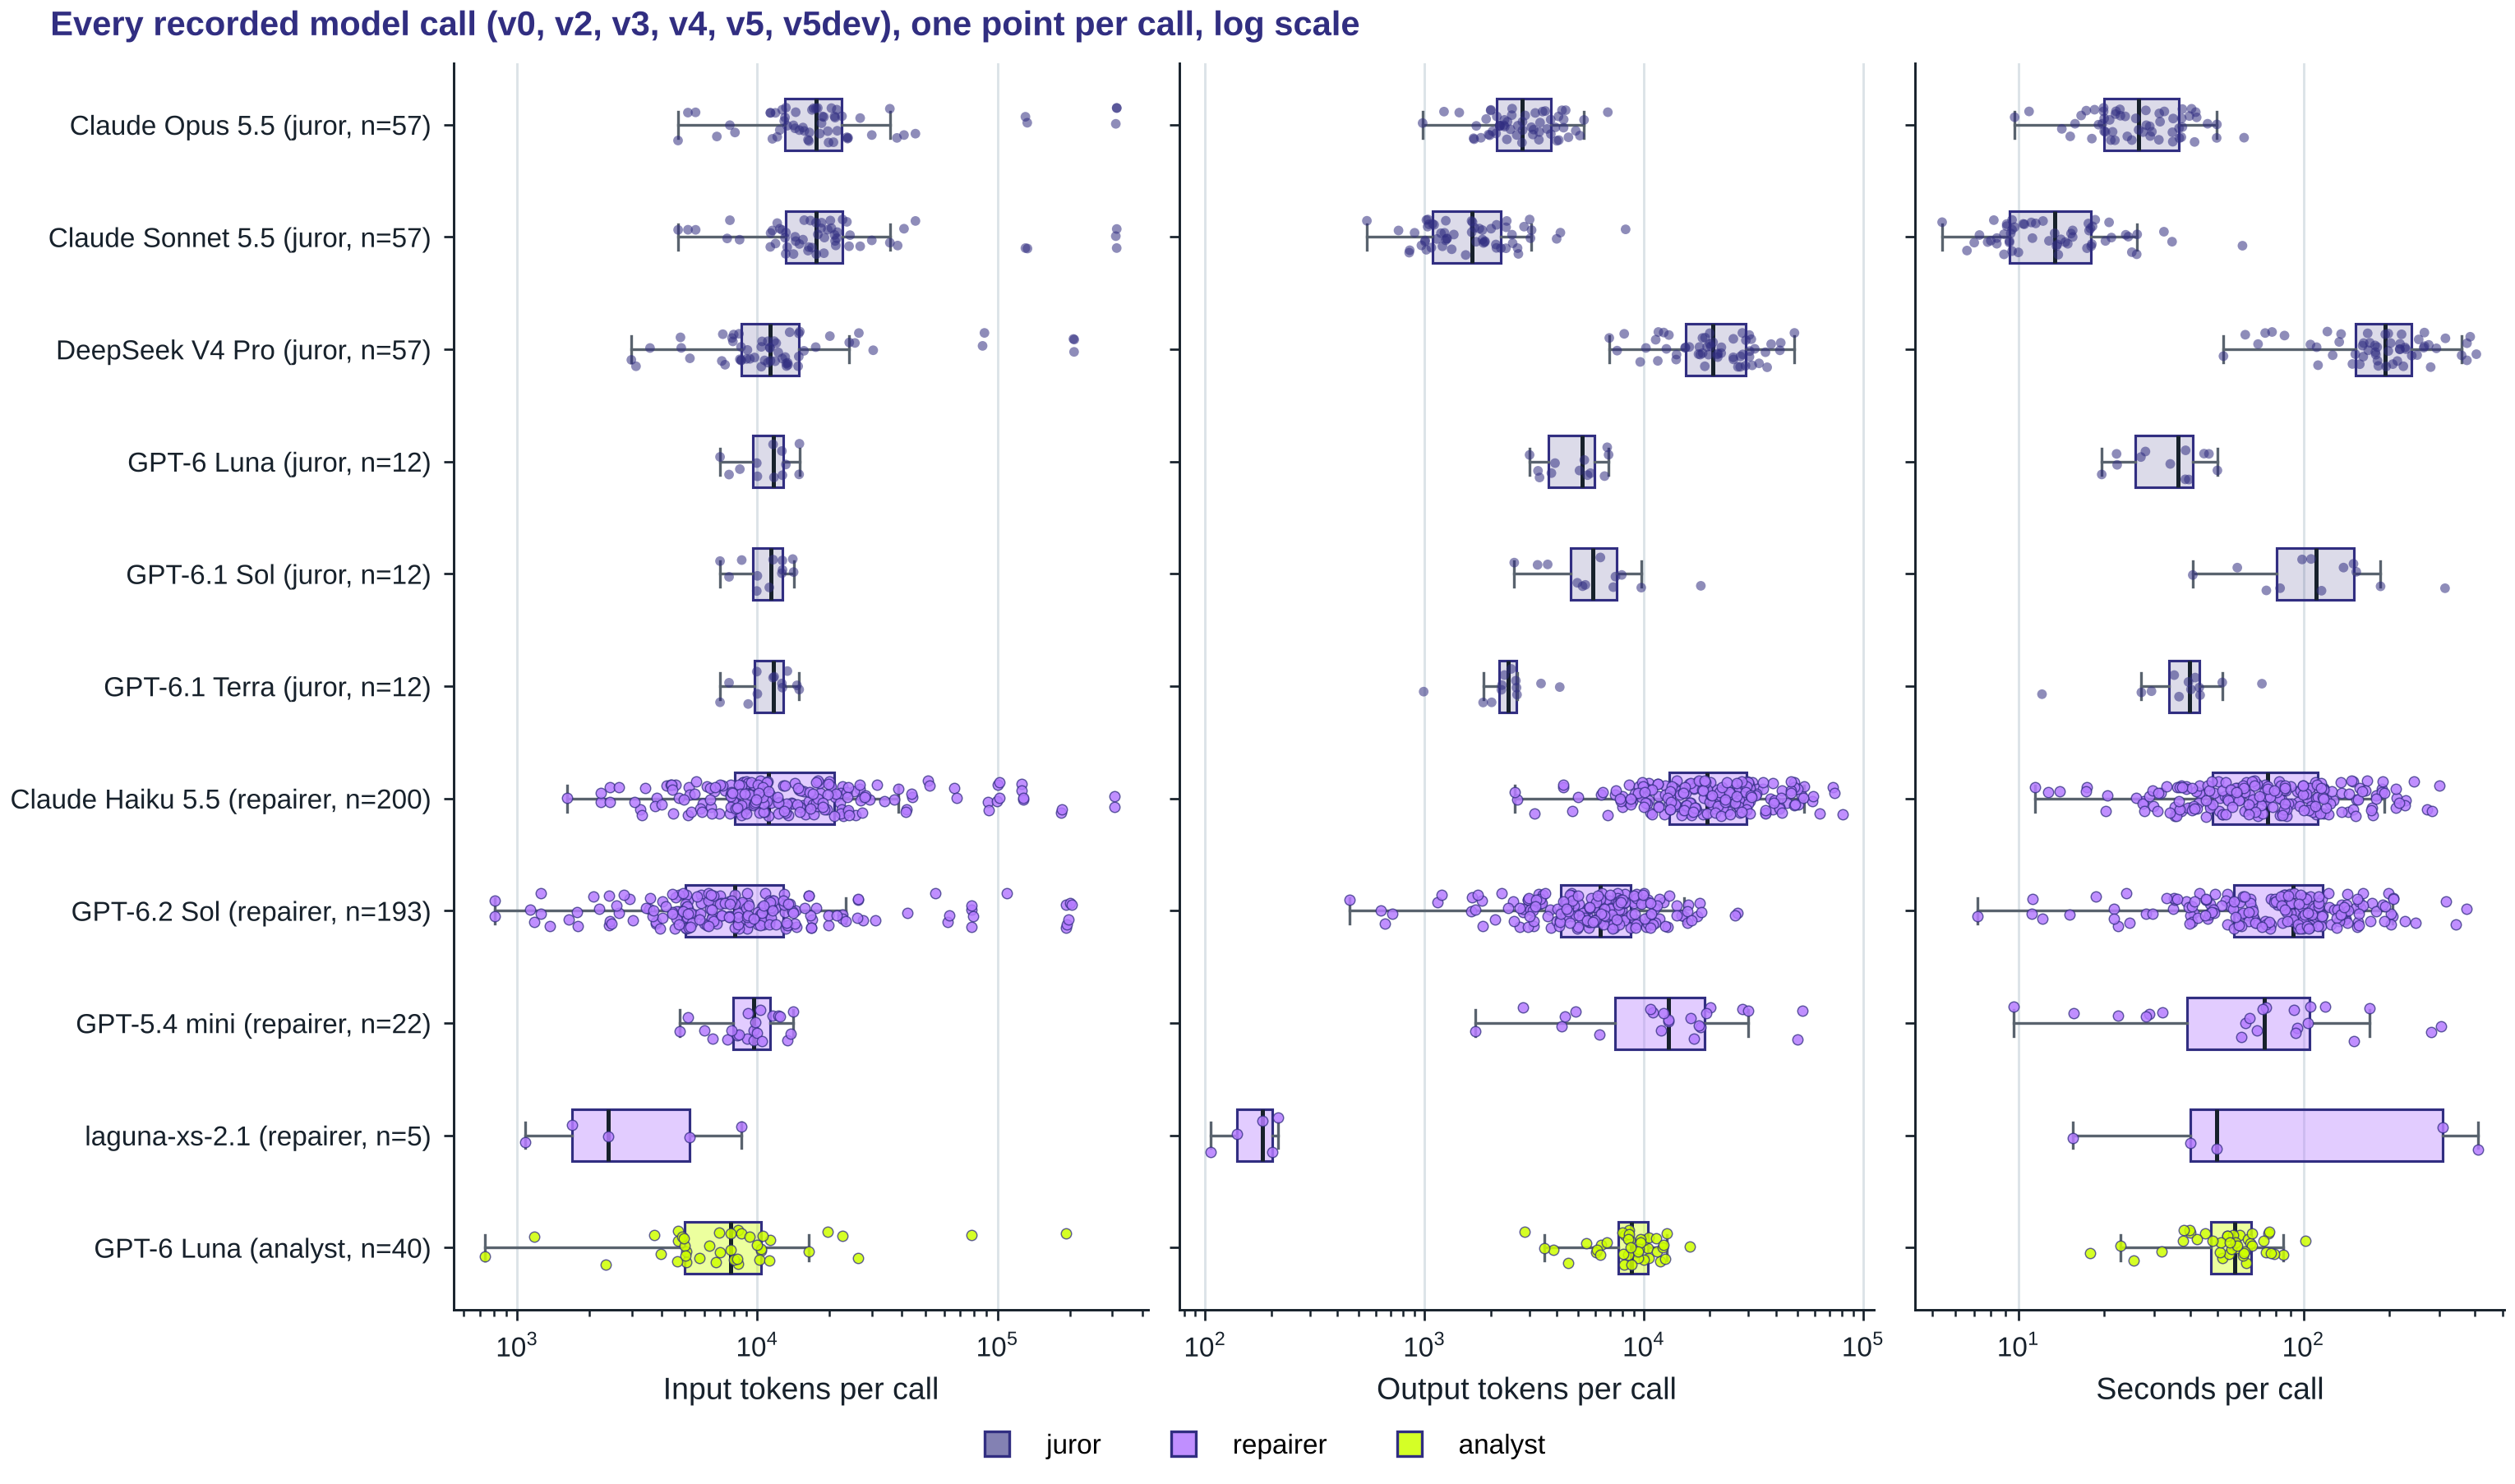 Every recorded model call (v0, v2, v3, v4, v5, v5dev), one point per call, log scale
Claude Opus 5.5 (juror, n=57)
Claude Sonnet 5.5 (juror, n=57)
DeepSeek V4 Pro (juror, n=57)
GPT-6 Luna (juror, n=12)
GPT-6.1 Sol (juror, n=12)
GPT-6.1 Terra (juror, n=12)
Claude Haiku 5.5 (repairer, n=200)
GPT-6.2 Sol (repairer, n=193)
GPT-5.4 mini (repairer, n=22)
laguna-xs-2.1 (repairer, n=5)
GPT-6 Luna (analyst, n=40)
10³ 10⁴ 10⁵ 10² 10³ 10⁴ 10⁵ 10¹ 10²
Input tokens per call Output tokens per call Seconds per call
juror repairer analyst